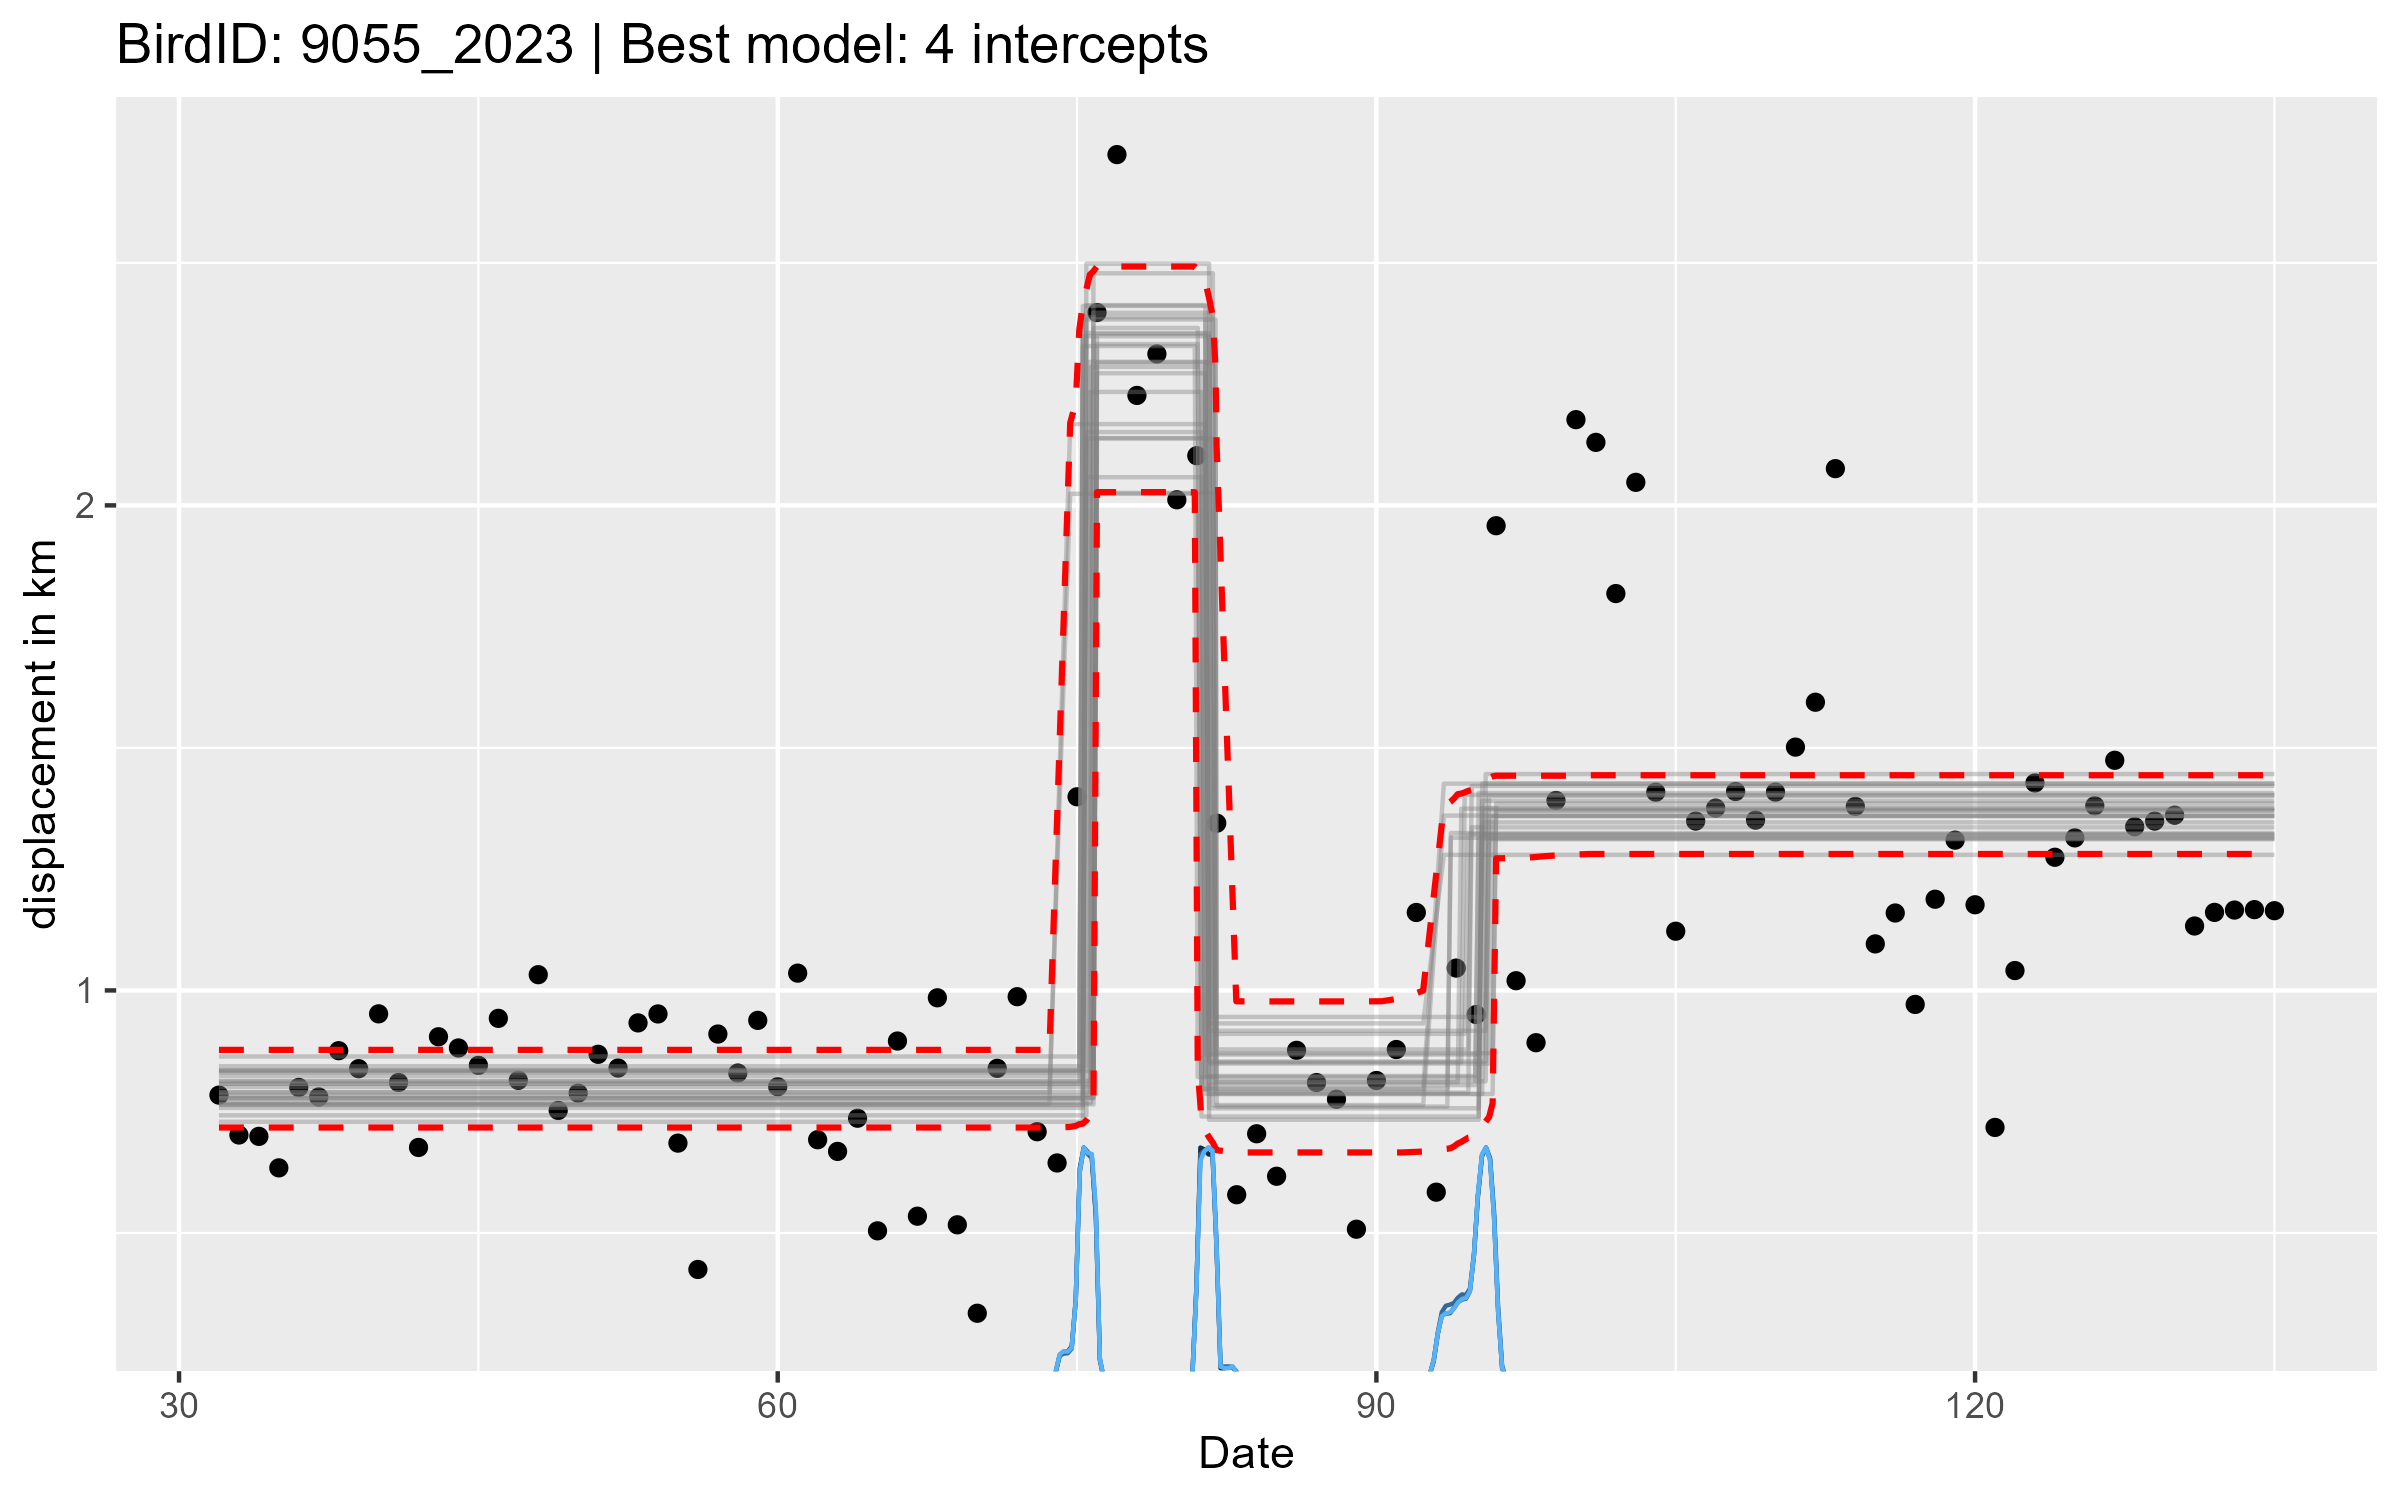 BirdID: 9055_2023 | Best model: 4 intercepts
displacement in km
2
1
30 60 90 120
Date